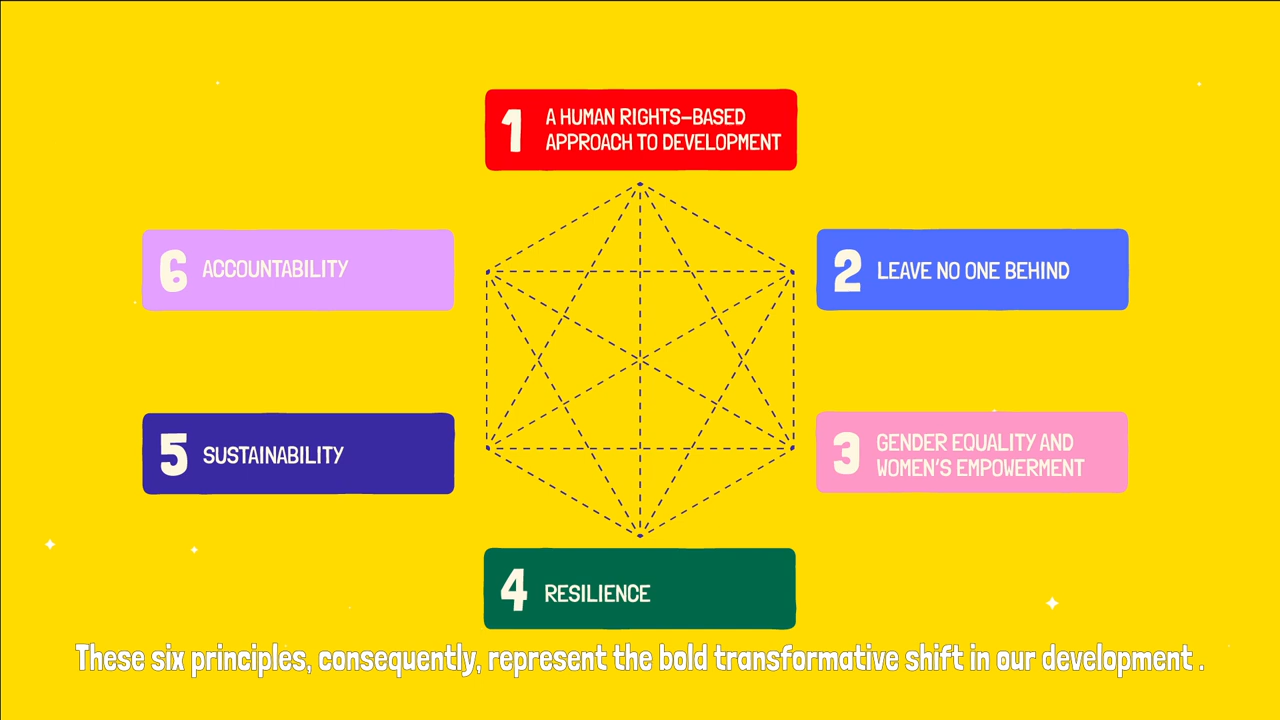 1 A HUMAN RIGHTS-BASED
APPROACH TO DEVELOPMENT
2 LEAVE NO ONE BEHIND
3 GENDER EQUALITY AND
WOMEN'S EMPOWERMENT
4 RESILIENCE
5 SUSTAINABILITY
6 ACCOUNTABILITY
These six principles, consequently, represent the bold transformative shift in our development .